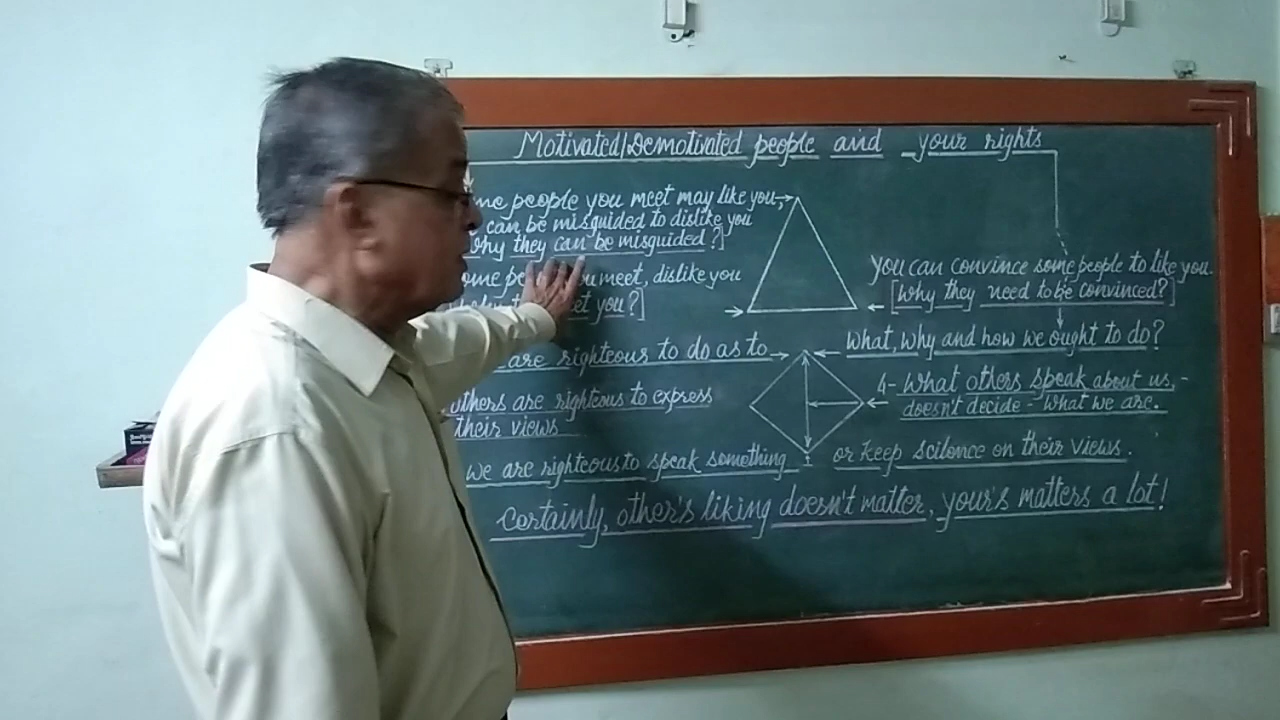 Motivated/Demotivated people and your rights
me people you meet may like you,
can be misguided to dislike you
why they can be misguided?]
You can convince some people to like you.
ome pe u meet, dislike you
[Why they need to be convinced?]
et you?]
are righteous to do as to
What, why and how we ought to do?
others are righteous to express
their views
4- What others speak about us, -
doesn't decide - what we are.
we are righteous to speak something
or keep scilence on their views.
Certainly, other's liking doesn't matter, your's matters a lot!